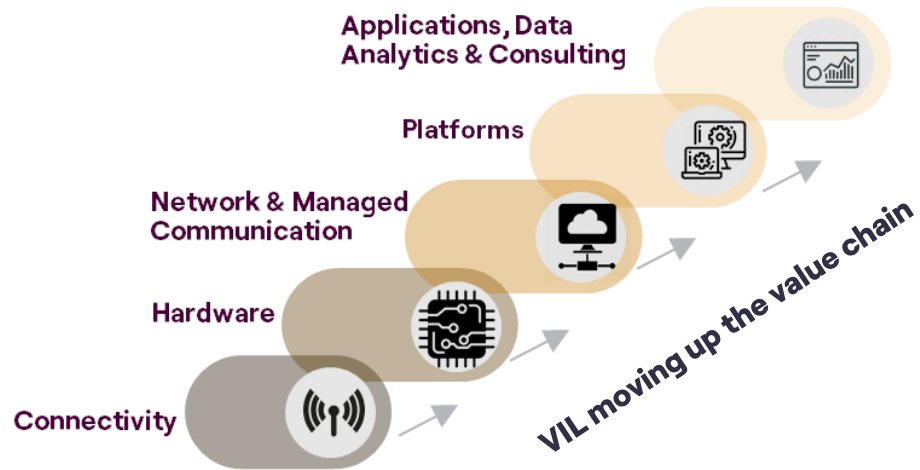 Applications, Data
Analytics & Consulting
Platforms
Network & Managed
Communication
Hardware
Connectivity
VIL moving up the value chain